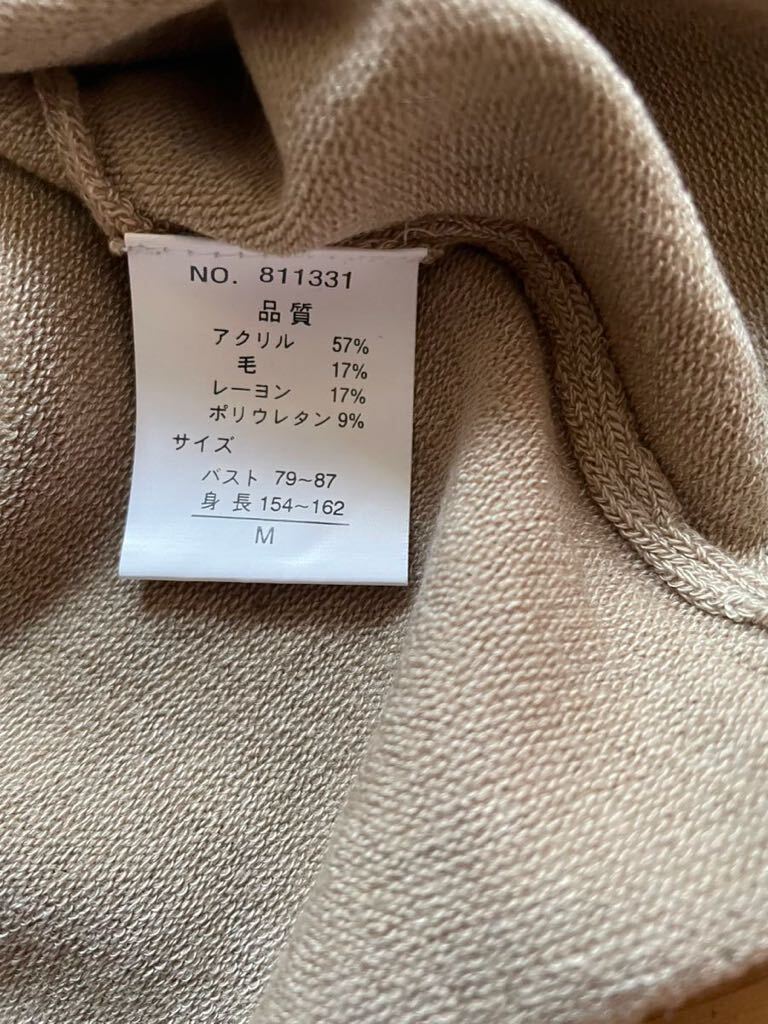 NO. 811331
品質
アクリル 57%
毛 17%
レーヨン 17%
ポリウレタン 9%
サイズ
バスト 79~87
身長 154~162
M